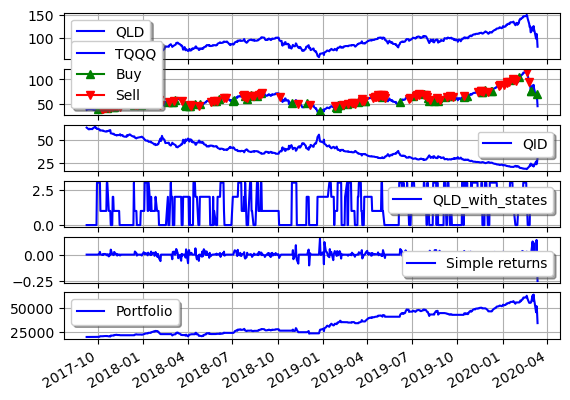 150
QLD
100
TQQQ
Buy
Sell
100
50
50
QID
25
2.5
QLD_with_states
0.0
0.00
Simple returns
−0.25
50000
Portfolio
25000
2017-10
2018-01
2018-04
2018-07
2018-10
2019-01
2019-04
2019-07
2019-10
2020-01
2020-04